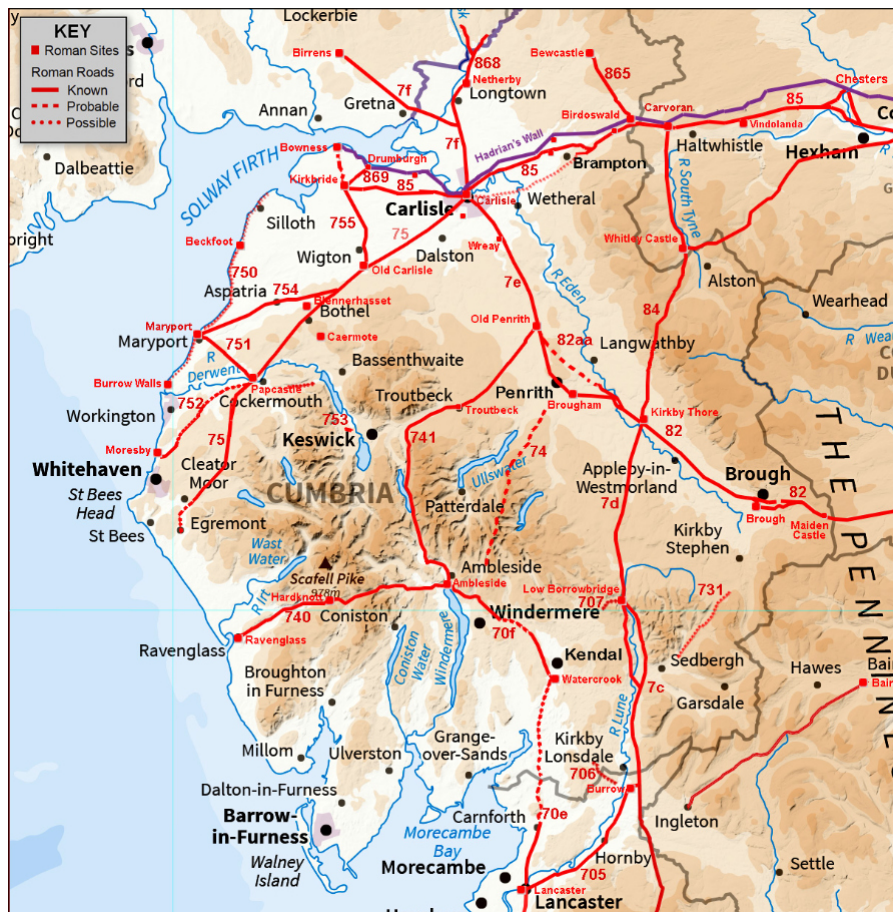 y
KEY
Roman Sites
Roman Roads
Known
Probable
Possible
Lockerbie
Birrens
868
Bewcastle
7f
Netherby
865
Longtown
Annan
Gretna
Birdoswald
Carvoran
Chesters
85
Vindolanda
Hexham
Haltwhistle
7f
Hadrian's Wall
Bowness
Drumburgh
869
Kirkbride
85
85
Brampton
Dalbeattie
SOLWAY FIRTH
Carlisle
Carlisle
Wetheral
R South Tyne
Silloth
755
75
Dalston
Wreay
Whitley Castle
bright
Beckfoot
Wigton
Old Carlisle
7e
R Eden
Alston
750
754
Aspatria
Blennerhasset
Bothel
84
Wearhead
Maryport
Maryport
Caermote
Old Penrith
82aa
Langwathby
R Wear
751
R
Derwent
Bassenthwaite
Burrow Walls
Papcastle
Cockermouth
Troutbeck
Penrith
Brougham
Workington
752
Troutbeck
Kirkby Thore
THE PENNINES
Moresby
75
753
Keswick
741
74
82
Whitehaven
Cleator
Moor
Ullswater
Appleby-in-
Westmorland
Brough
St Bees
Head
CUMBRIA
Patterdale
7d
82
St Bees
Egremont
Brough
Maiden
Castle
Wast
Water
Kirkby
Stephen
Scafell Pike
978m
Ambleside
Ambleside
R Irt
Hardknott
Low Borrowbridge
731
740
Coniston
Windermere
707
Ravenglass
Ravenglass
70f
Coniston
Water
Windermere
Kendal
Sedbergh
Hawes
Bai
Bain
Broughton
in Furness
Watercrook
R Lune
7c
Garsdale
Millom
Ulverston
Grange-
over-Sands
Kirkby
Lonsdale
706
Dalton-in-Furness
Burrow
Carnforth
70e
Ingleton
Barrow-
in-Furness
Morecambe
Bay
Walney
Island
Hornby
Settle
Morecambe
705
Lancaster
Lancaster